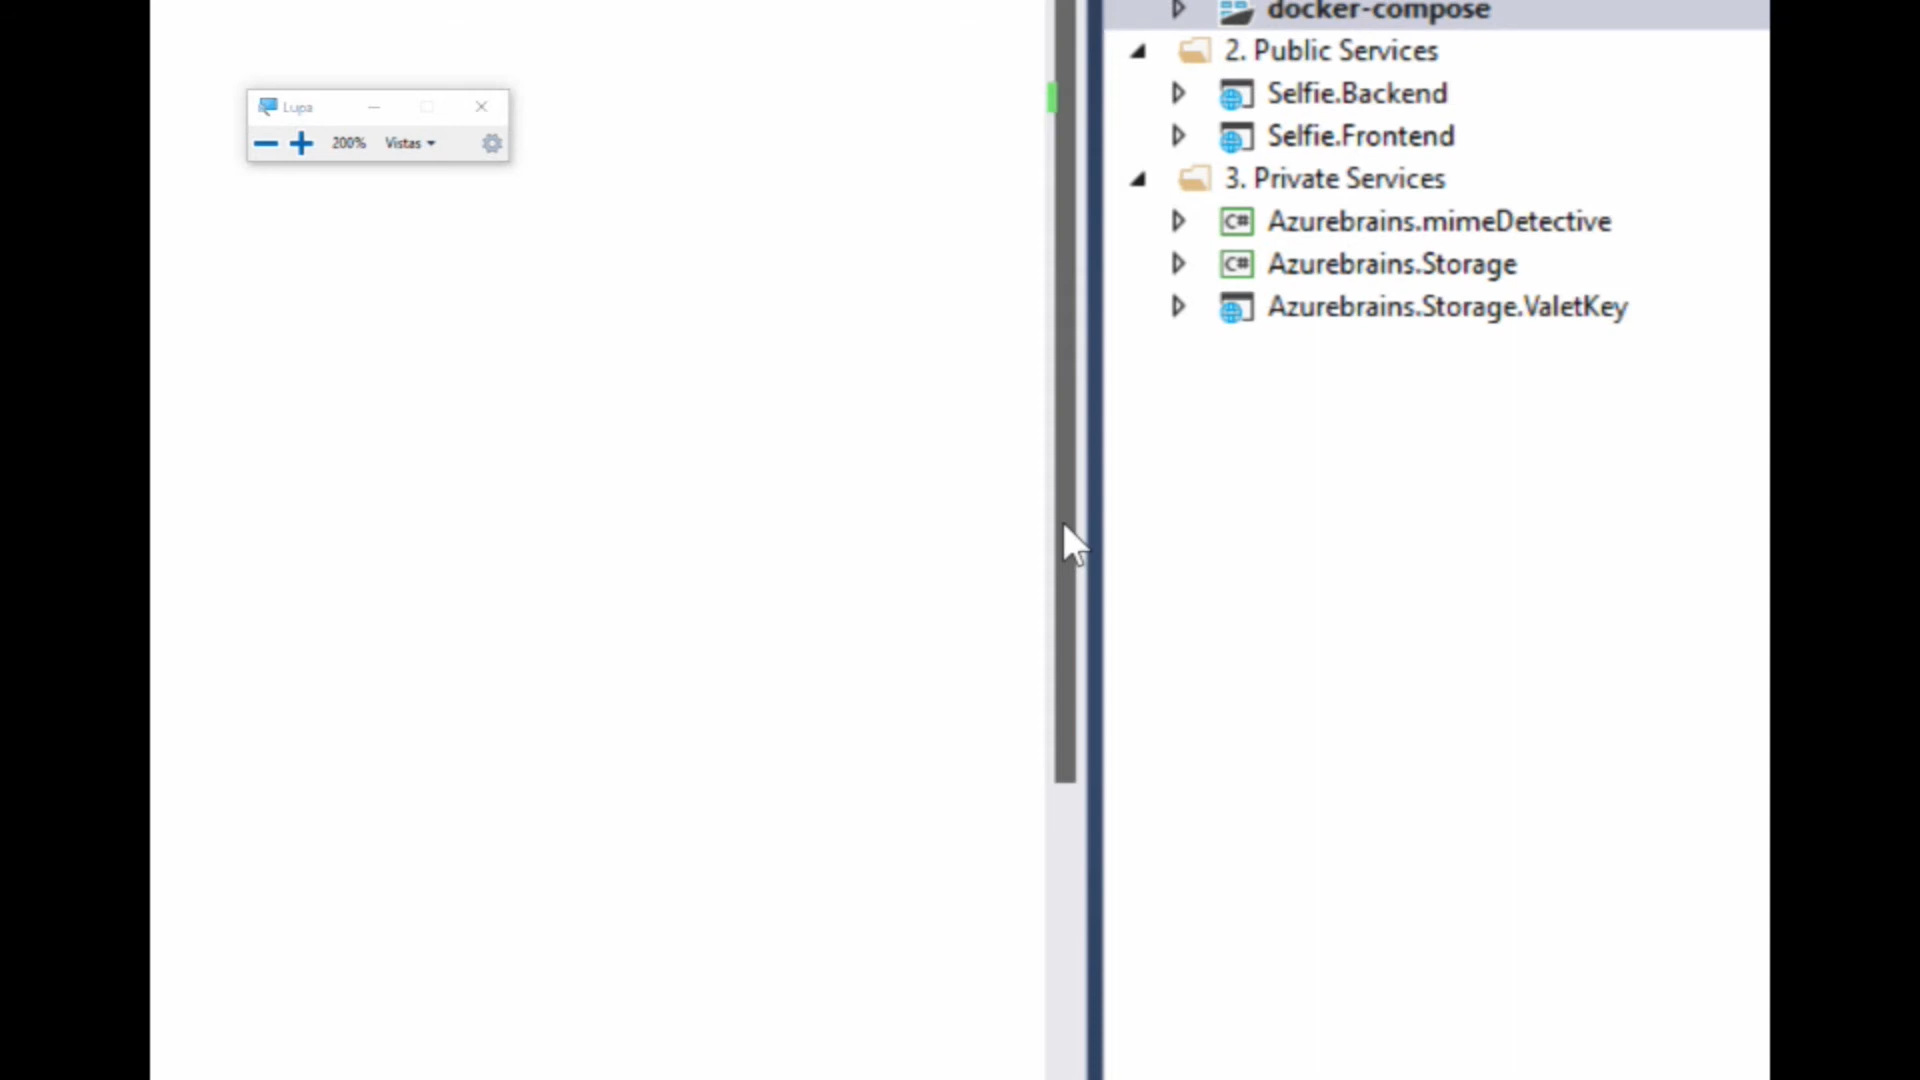 docker-compose
2. Public Services
Lupa
Selfie.Backend
200% Vistas
Selfie.Frontend
3. Private Services
C# Azurebrains.mimeDetective
C# Azurebrains.Storage
Azurebrains.Storage.ValetKey